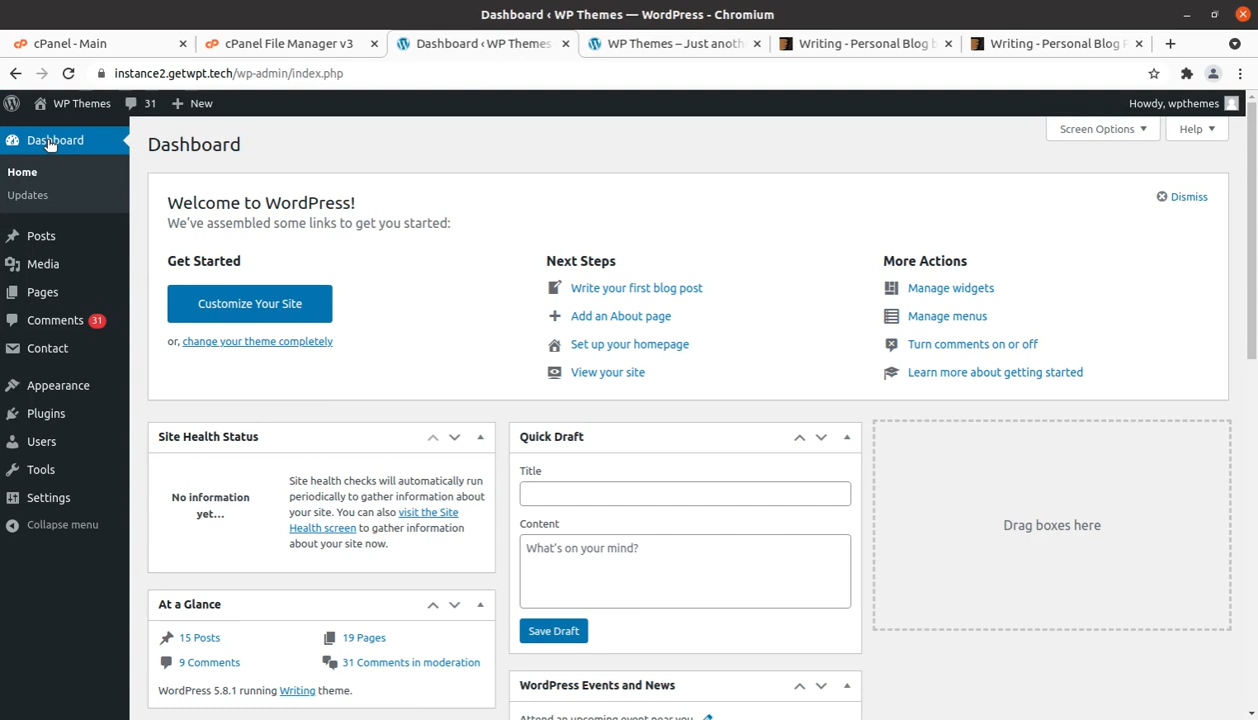 Dashboard ‹ WP Themes — WordPress - Chromium
cPanel - Main
cPanel File Manager v3
Dashboard ‹ WP Themes
WP Themes – Just anoth
Writing - Personal Blog b
Writing - Personal Blog
instance2.getwpt.tech/wp-admin/index.php
WP Themes
31
New
Howdy, wpthemes
Dashboard
Home
Updates
Posts
Media
Pages
Comments 31
Contact
Appearance
Plugins
Users
Tools
Settings
Collapse menu
Dashboard
Screen Options
Help
Welcome to WordPress!
We've assembled some links to get you started:
Dismiss
Get Started
Customize Your Site
or, change your theme completely
Next Steps
Write your first blog post
Add an About page
Set up your homepage
View your site
More Actions
Manage widgets
Manage menus
Turn comments on or off
Learn more about getting started
Site Health Status
No information
yet...
Site health checks will automatically run
periodically to gather information about
your site. You can also visit the Site
Health screen to gather information
about your site now.
At a Glance
15 Posts
19 Pages
9 Comments
31 Comments in moderation
WordPress 5.8.1 running Writing theme.
Quick Draft
Title
Content
What's on your mind?
Save Draft
WordPress Events and News
Attend an upcoming event near you.
Drag boxes here